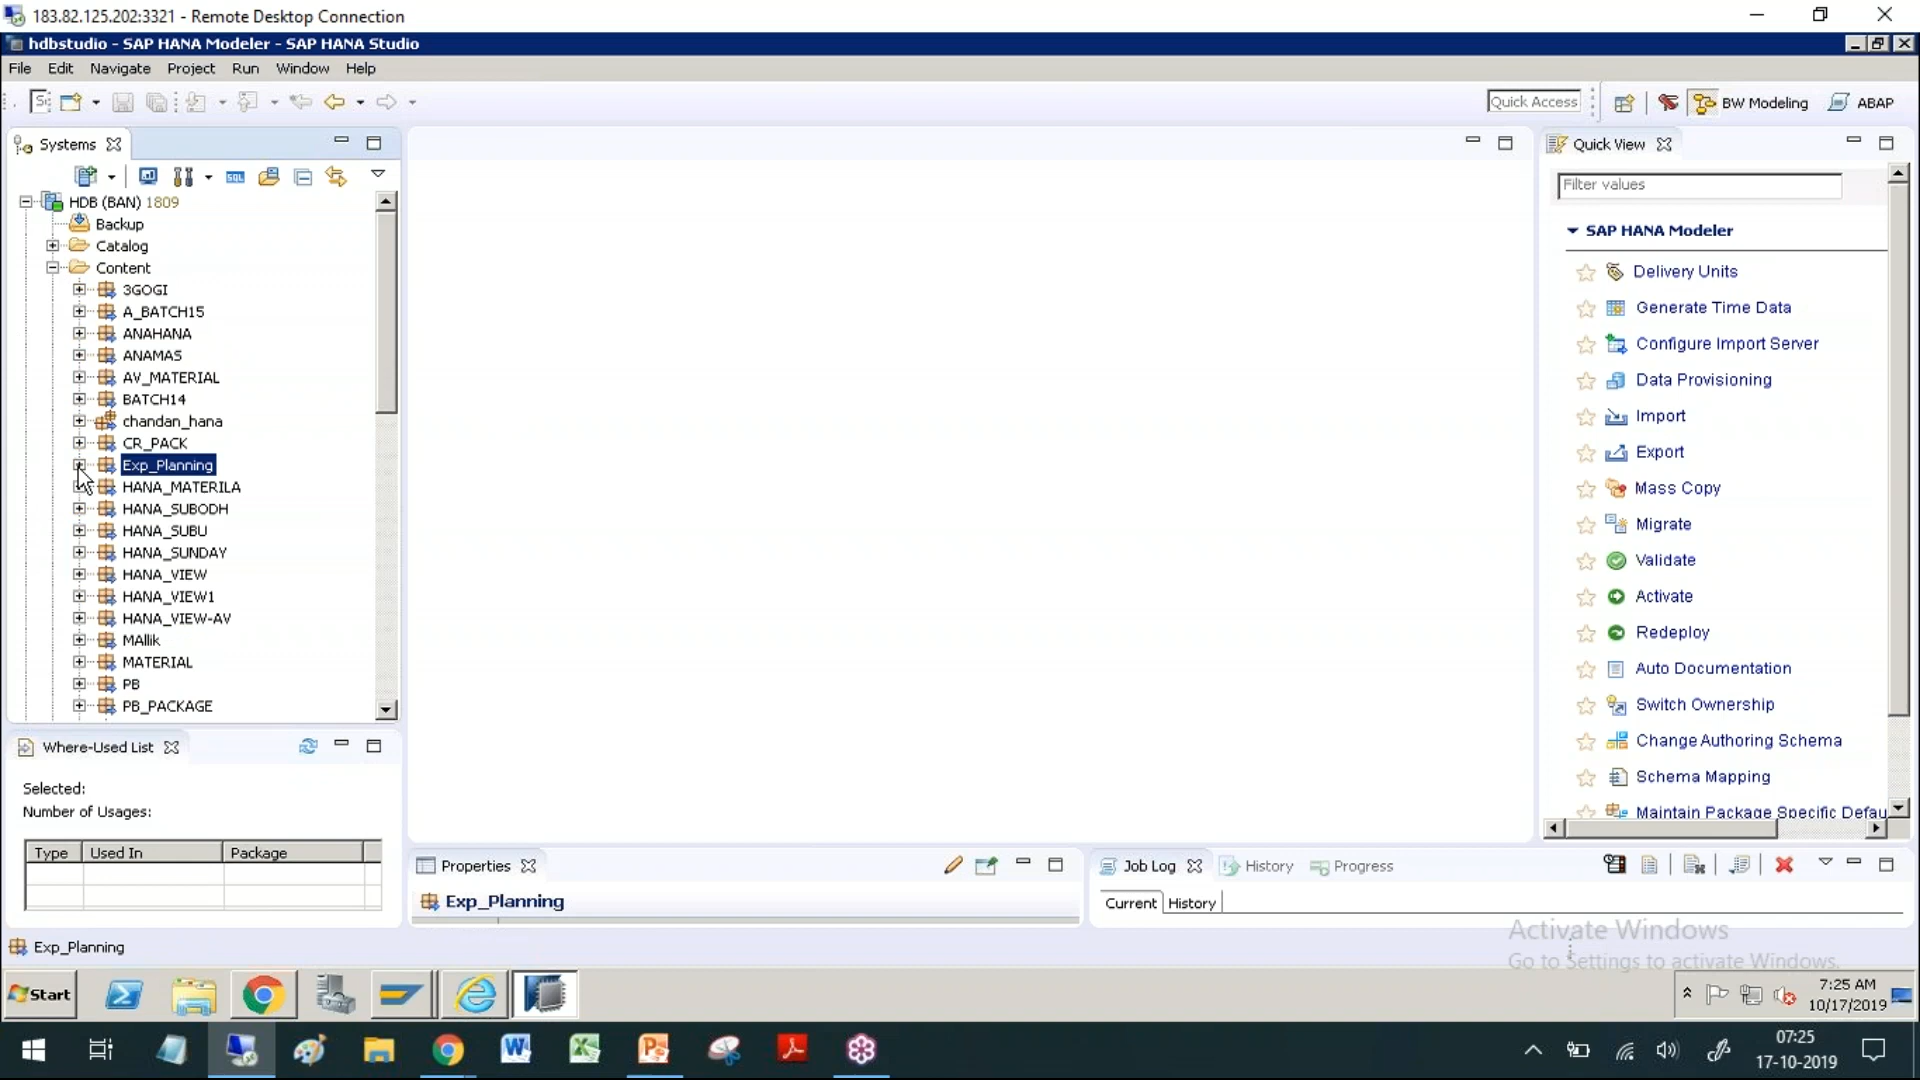 183.82.125.202:3321 - Remote Desktop Connection
hdbstudio - SAP HANA Modeler - SAP HANA Studio
File Edit Navigate Project Run Window Help
Quick Access
BW Modeling
ABAP
Systems
SQL
HDB (BAN) 1809
Backup
Catalog
Content
3GOGI
A_BATCH15
ANAHANA
ANAMAS
AV_MATERIAL
BATCH14
chandan_hana
CR_PACK
Exp_Planning
HANA_MATERILA
HANA_SUBODH
HANA_SUBU
HANA_SUNDAY
HANA_VIEW
HANA_VIEW1
HANA_VIEW-AV
MAllik
MATERIAL
PB
PB_PACKAGE
Where-Used List
Selected:
Number of Usages:
Type Used In Package
Exp_Planning
Properties
Exp_Planning
Job Log History Progress
Current History
Quick View
Filter values
SAP HANA Modeler
Delivery Units
Generate Time Data
Configure Import Server
Data Provisioning
Import
Export
Mass Copy
Migrate
Validate
Activate
Redeploy
Auto Documentation
Switch Ownership
Change Authoring Schema
Schema Mapping
Maintain Package Specific Defau
Activate Windows
Go to Settings to activate Windows.
Start
7:25 AM
10/17/2019
07:25
17-10-2019